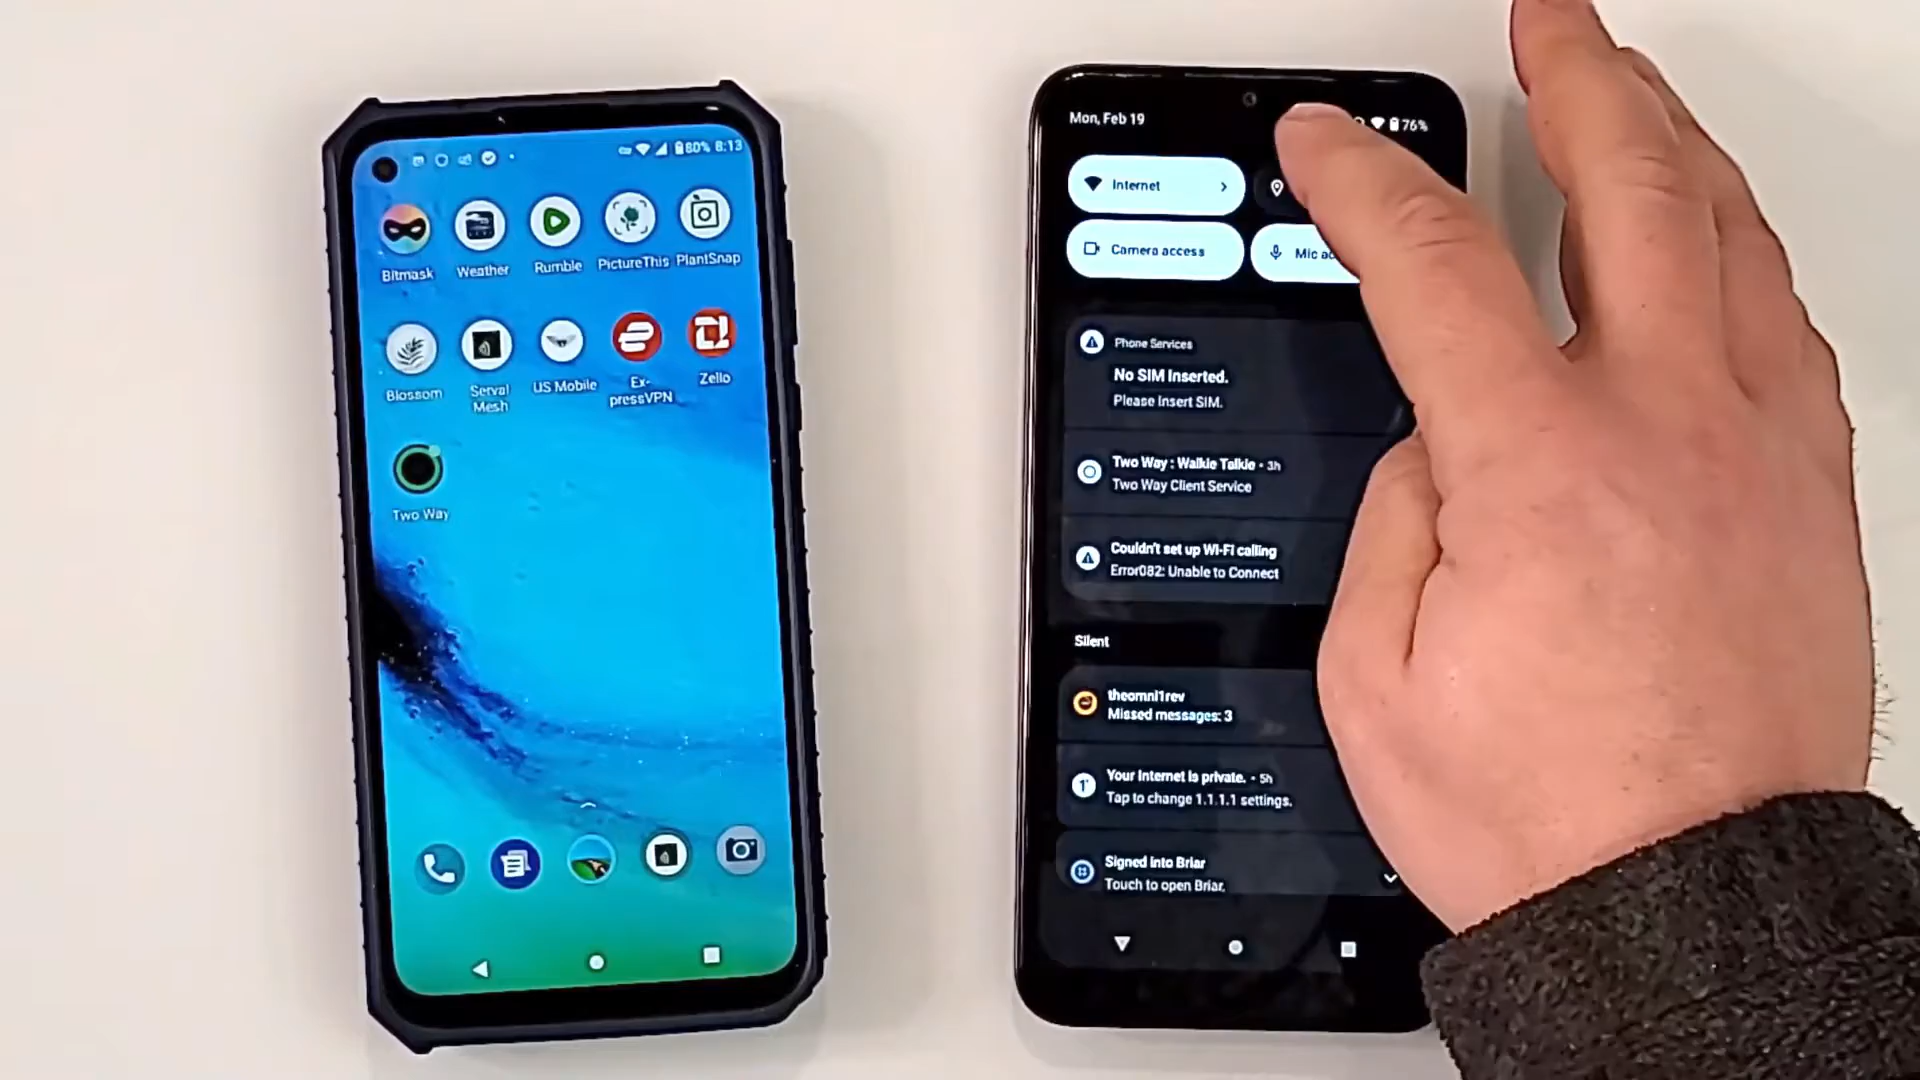 80% 8:13
Bitmask
Weather
Rumble
PictureThis
PlantSnap
Blossom
Serval
Mesh
US Mobile
Ex-
pressVPN
Zello
Two Way
Mon, Feb 19
76%
Internet
Camera access
Mic
Phone Services
No SIM inserted.
Please insert SIM.
Two Way : Walkie Talkie • 3h
Two Way Client Service
Couldn't set up Wi-Fi calling
Error082: Unable to Connect
Silent
theomni1rev
Missed messages: 3
Your Internet is private. • 5h
Tap to change 1.1.1.1 settings.
Signed into Briar
Touch to open Briar.